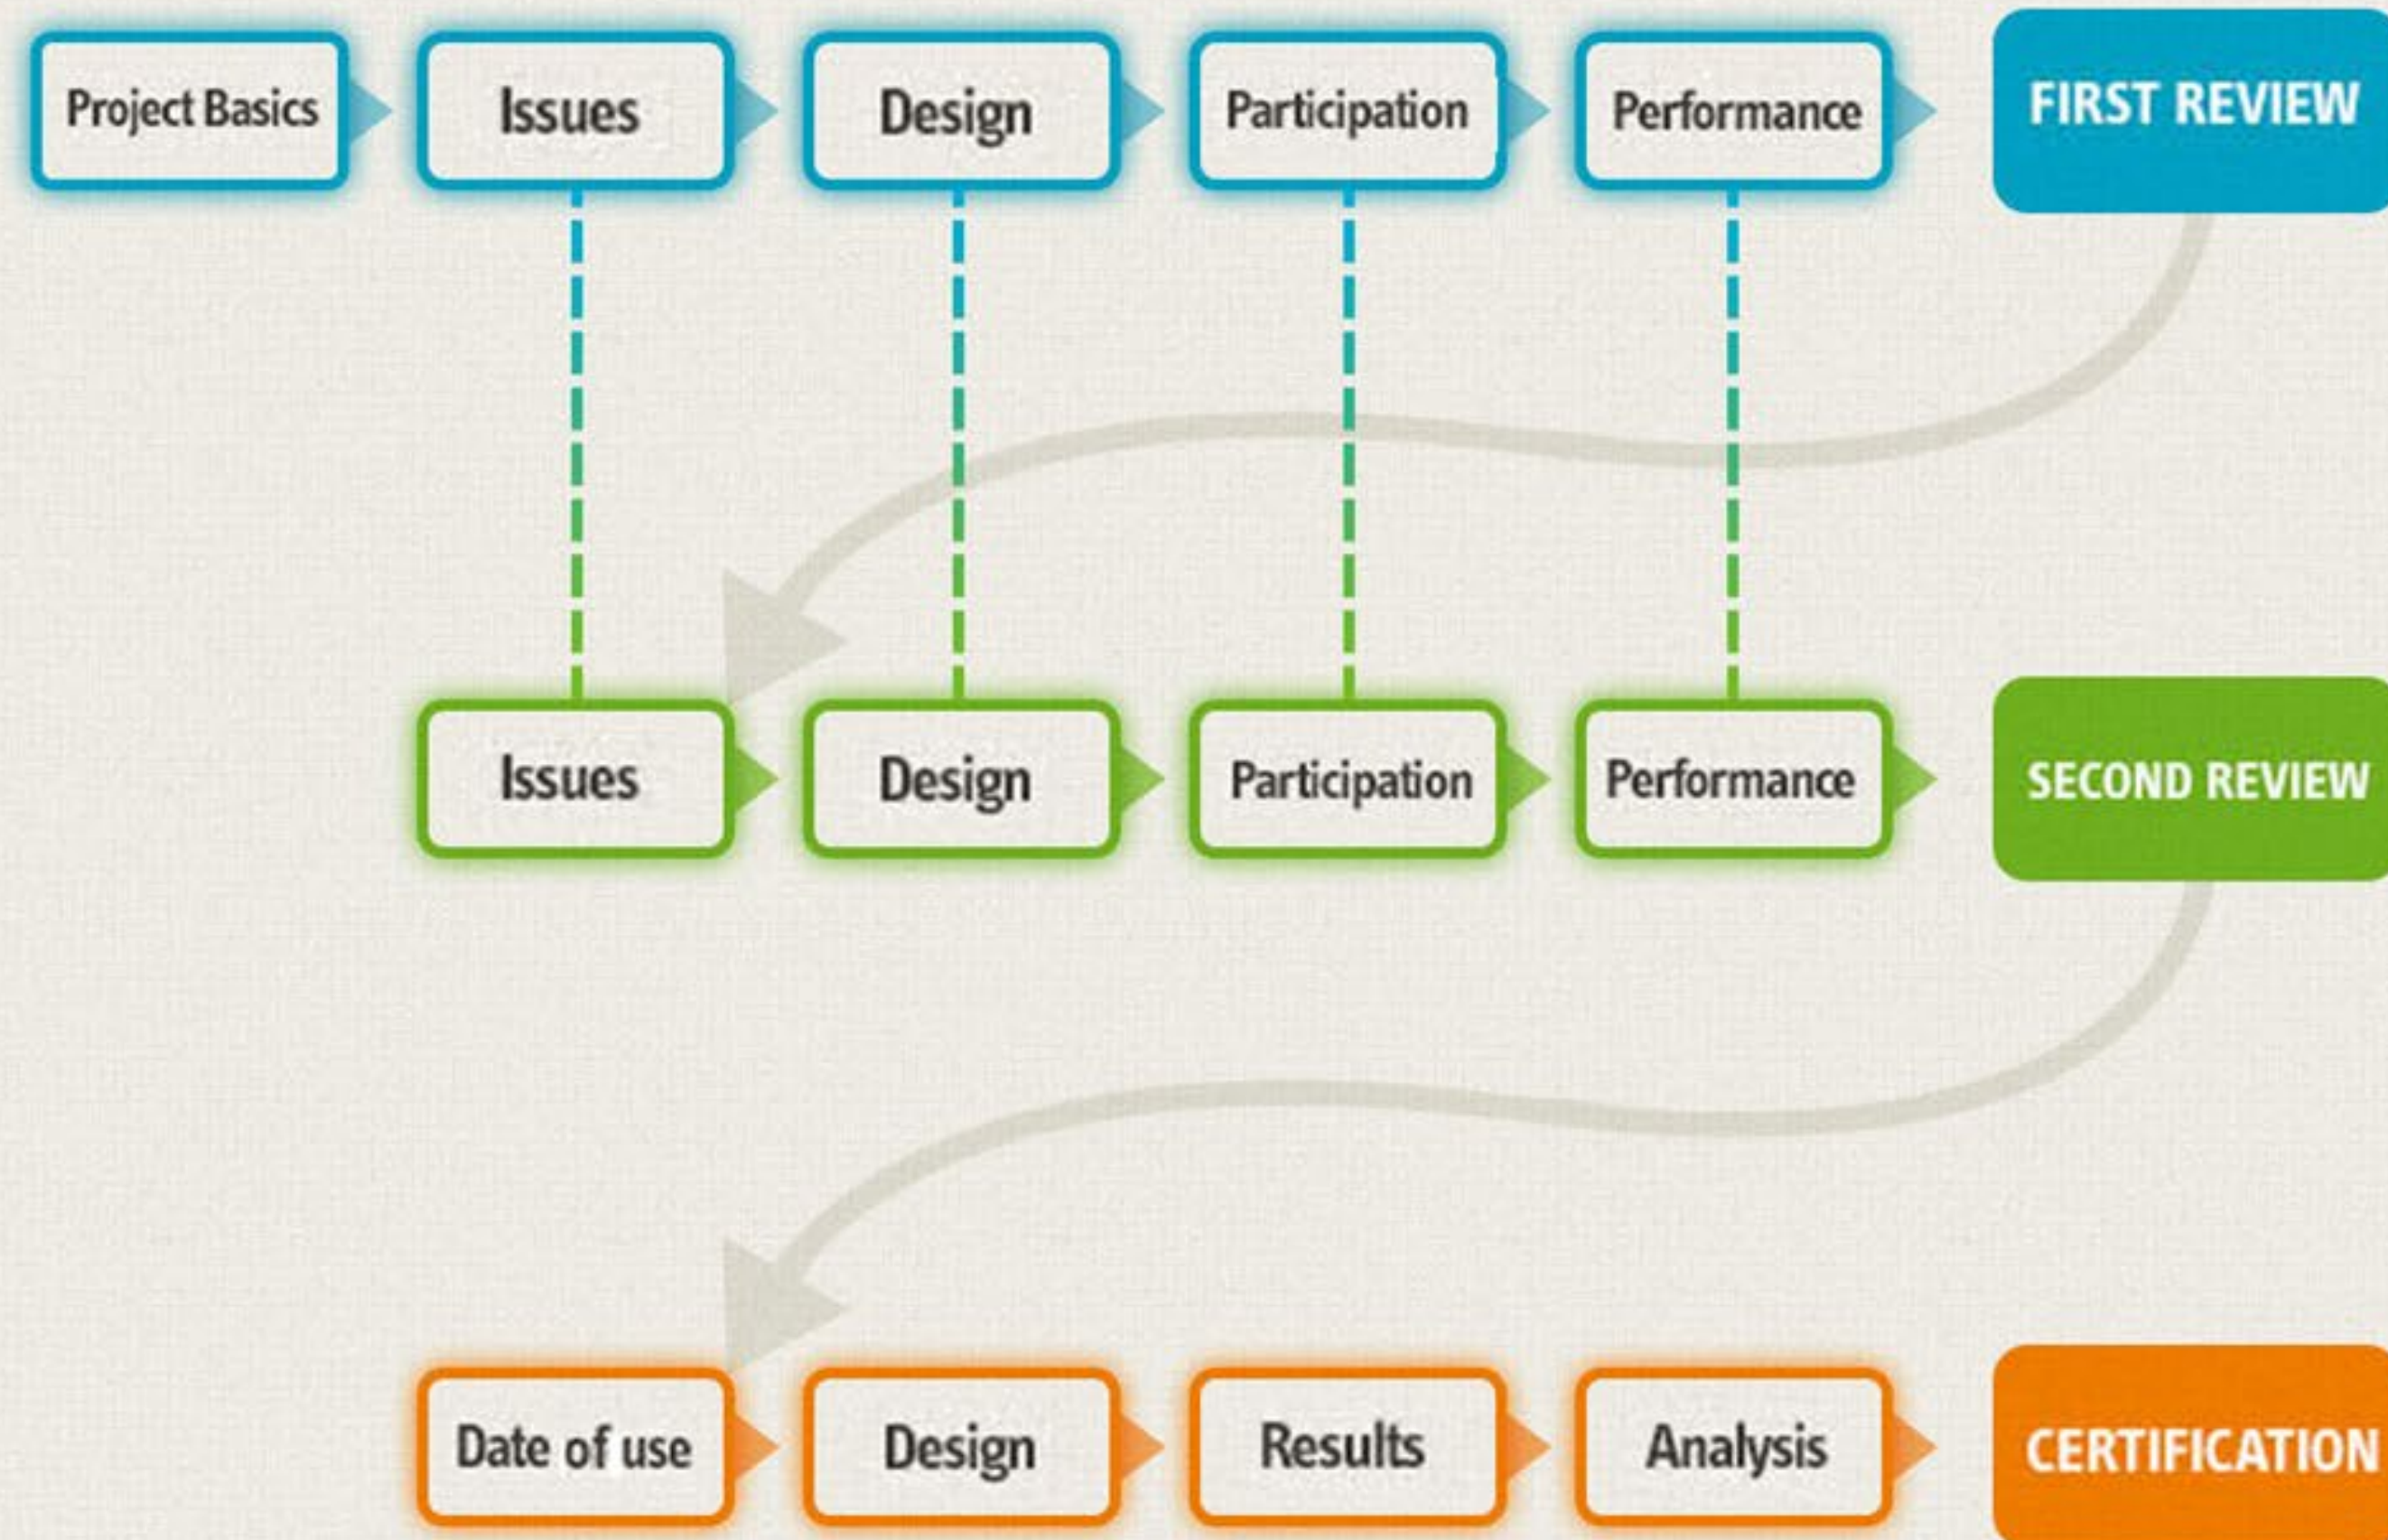 Project Basics
Issues
Design
Participation
Performance
FIRST REVIEW
Issues
Design
Participation
Performance
SECOND REVIEW
Date of use
Design
Results
Analysis
CERTIFICATION